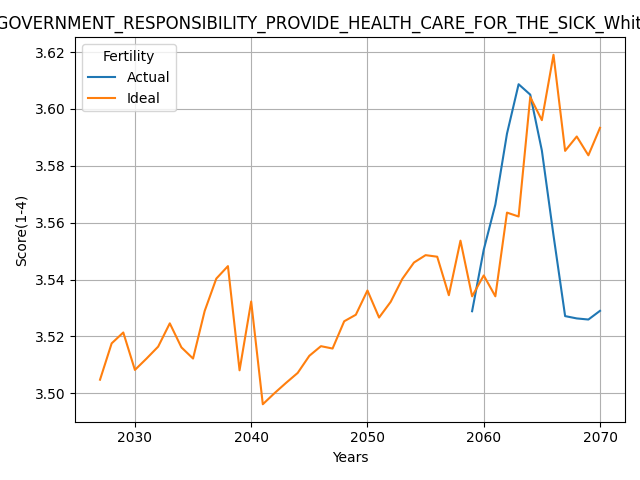 GOVERNMENT_RESPONSIBILITY_PROVIDE_HEALTH_CARE_FOR_THE_SICK_Whit
Fertility
Actual
Ideal
3.62
3.60
3.58
3.56
3.54
3.52
3.50
Score(1-4)
2030 2040 2050 2060 2070
Years